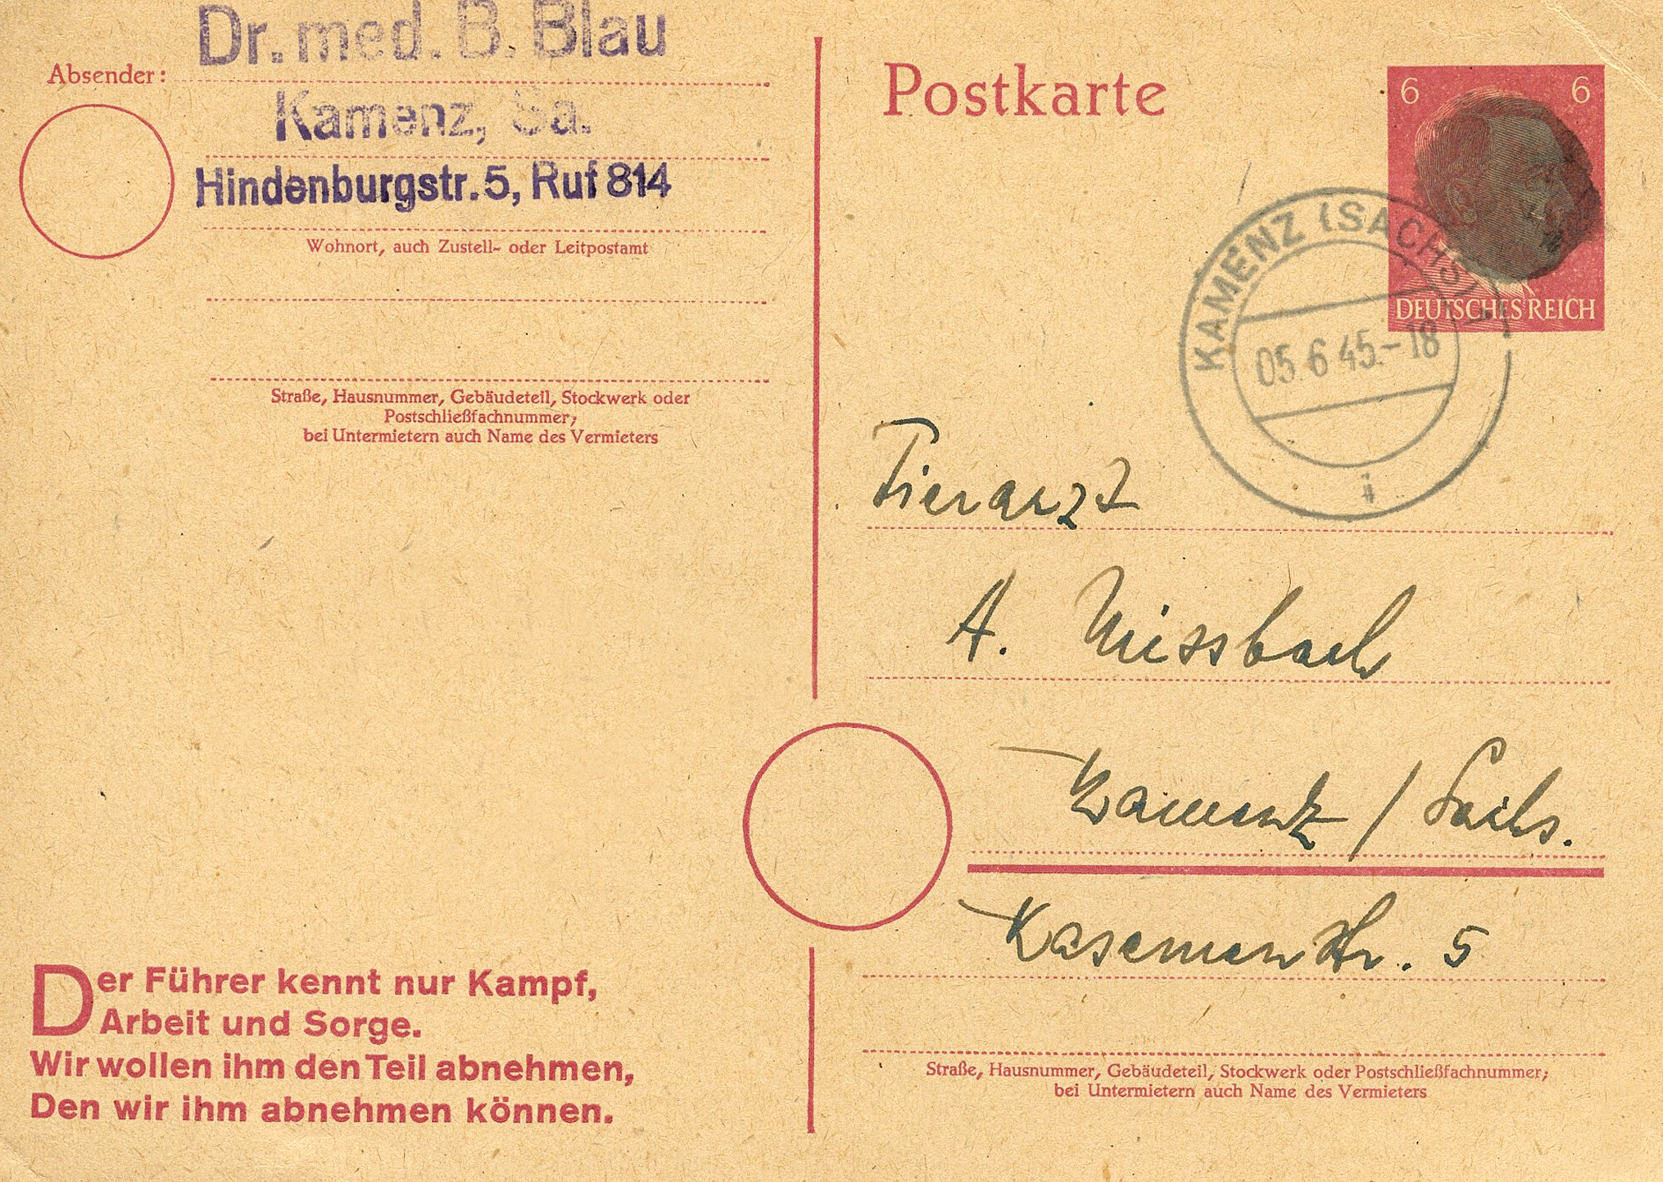 Dr. med. B. Blau
Absender:
Kamenz, Sa.
Hindenburgstr. 5, Ruf 814
Wohnort, auch Zustell- oder Leitpostamt
Straße, Hausnummer, Gebäudeteil, Stockwerk oder
Postschließfachnummer;
bei Untermietern auch Name des Vermieters
Der Führer kennt nur Kampf,
Arbeit und Sorge.
Wir wollen ihm den Teil abnehmen,
Den wir ihm abnehmen können.
Postkarte
6 6
DEUTSCHES REICH
KAMENZ (SACHS)
05.6.45.-18
Tierarzt
A. Missbach
Kamenz / Sachs.
Kasernenstr. 5
Straße, Hausnummer, Gebäudeteil, Stockwerk oder Postschließfachnummer;
bei Untermietern auch Name des Vermieters